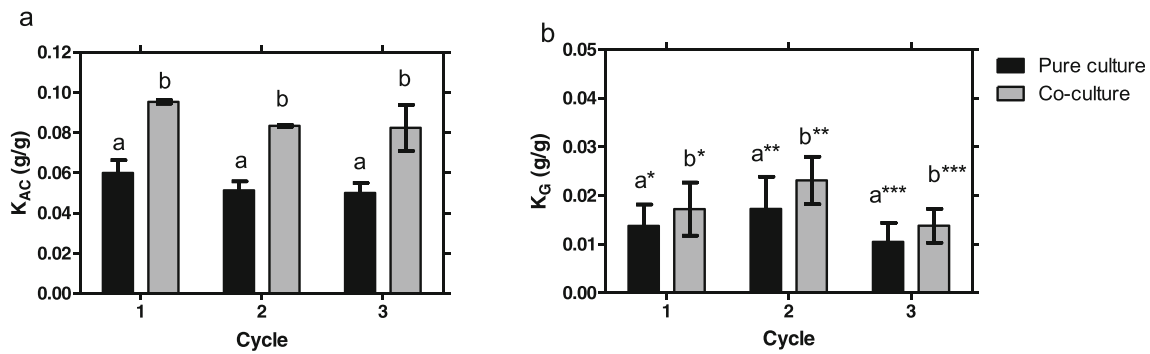 a
0.12
0.10
0.08
0.06
0.04
0.02
0.00
K_AC (g/g)
a b
a b
a b
1 2 3
Cycle
b
0.05
0.04
0.03
0.02
0.01
0.00
K_G (g/g)
a* b*
a** b**
a*** b***
1 2 3
Cycle
Pure culture
Co-culture